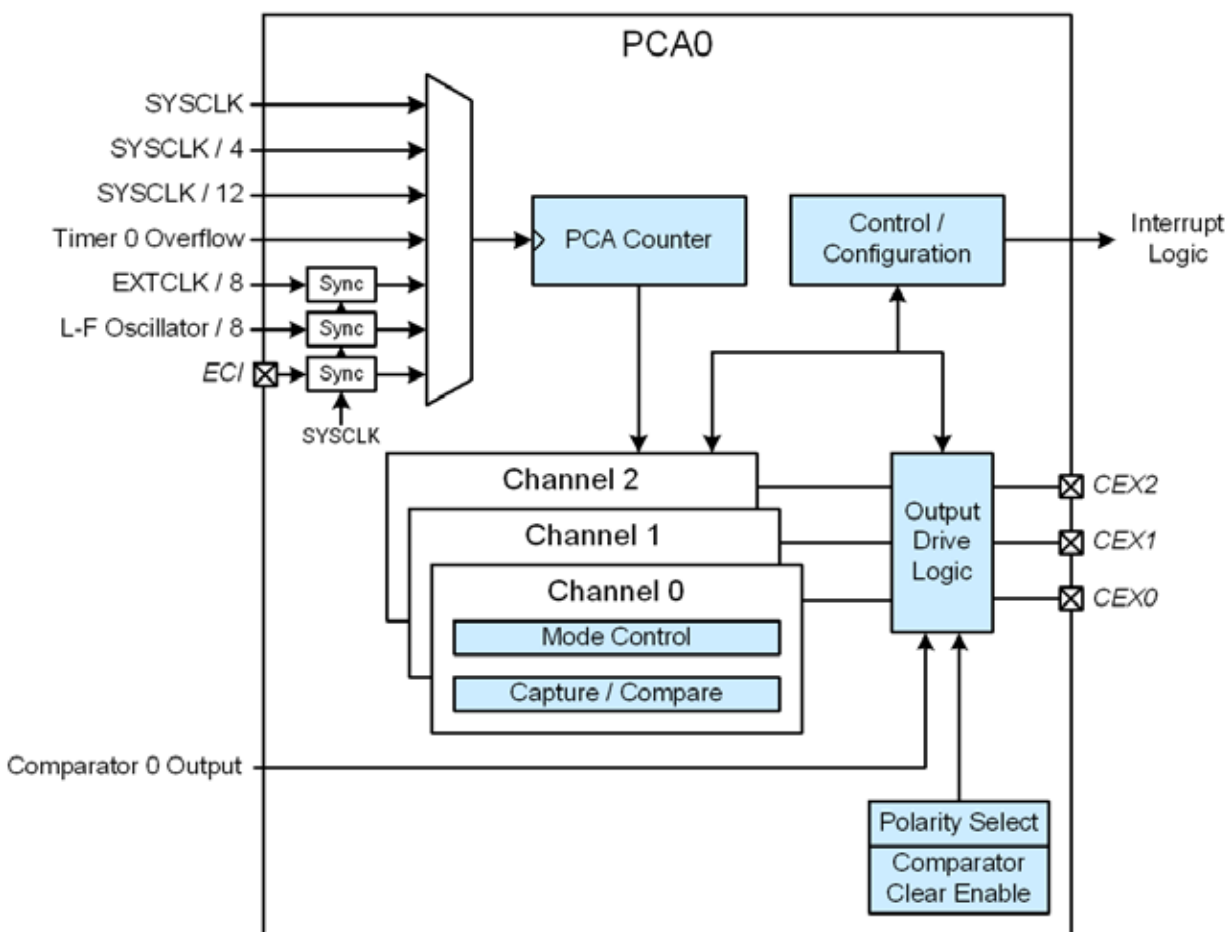 PCA0
SYSCLK
SYSCLK / 4
SYSCLK / 12
Timer 0 Overflow
EXTCLK / 8
Sync
L-F Oscillator / 8
Sync
ECI
Sync
SYSCLK
PCA Counter
Control /
Configuration
Interrupt
Logic
Channel 2
Channel 1
Channel 0
Mode Control
Capture / Compare
Output
Drive
Logic
CEX2
CEX1
CEX0
Comparator 0 Output
Polarity Select
Comparator
Clear Enable